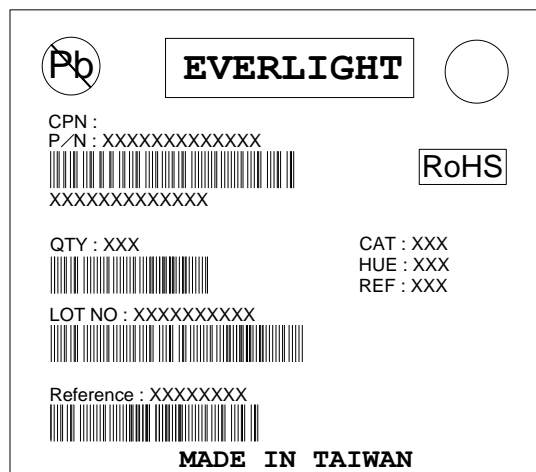 Pb
EVERLIGHT
CPN :
P/N : XXXXXXXXXXXXX
RoHS
XXXXXXXXXXXXX
QTY : XXX
CAT : XXX
HUE : XXX
REF : XXX
LOT NO : XXXXXXXXXX
Reference : XXXXXXXX
MADE IN TAIWAN